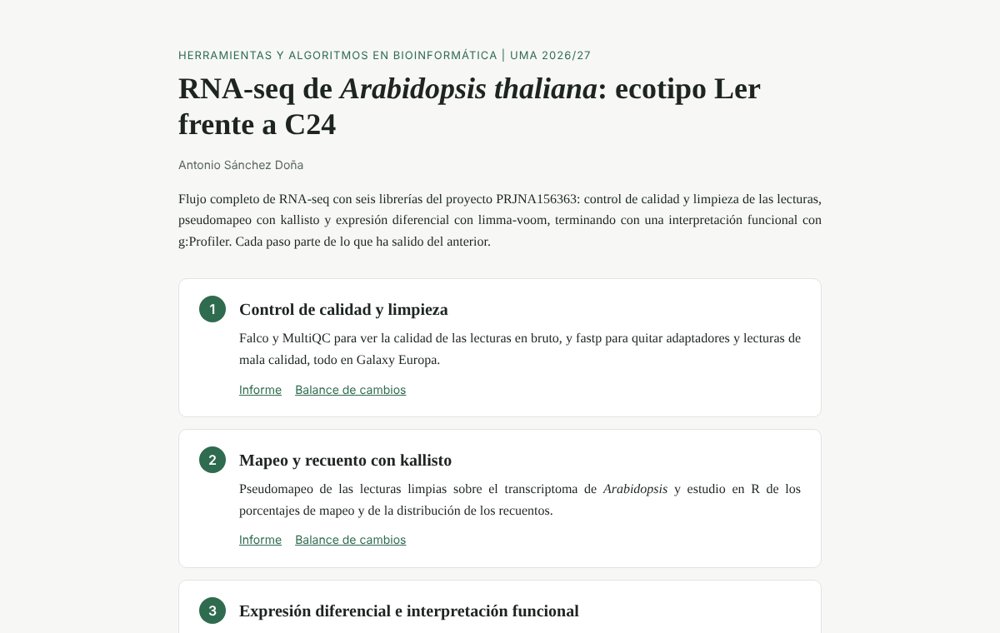 HERRAMIENTAS Y ALGORITMOS EN BIOINFORMÁTICA | UMA 2026/27
RNA-seq de Arabidopsis thaliana: ecotipo Ler
frente a C24
Antonio Sánchez Doña
Flujo completo de RNA-seq con seis librerías del proyecto PRJNA156363: control de calidad y limpieza de las lecturas,
pseudomapeo con kallisto y expresión diferencial con limma-voom, terminando con una interpretación funcional con
g:Profiler. Cada paso parte de lo que ha salido del anterior.
1 Control de calidad y limpieza
Falco y MultiQC para ver la calidad de las lecturas en bruto, y fastp para quitar adaptadores y lecturas de
mala calidad, todo en Galaxy Europa.
Informe Balance de cambios
2 Mapeo y recuento con kallisto
Pseudomapeo de las lecturas limpias sobre el transcriptoma de Arabidopsis y estudio en R de los
porcentajes de mapeo y de la distribución de los recuentos.
Informe Balance de cambios
3 Expresión diferencial e interpretación funcional